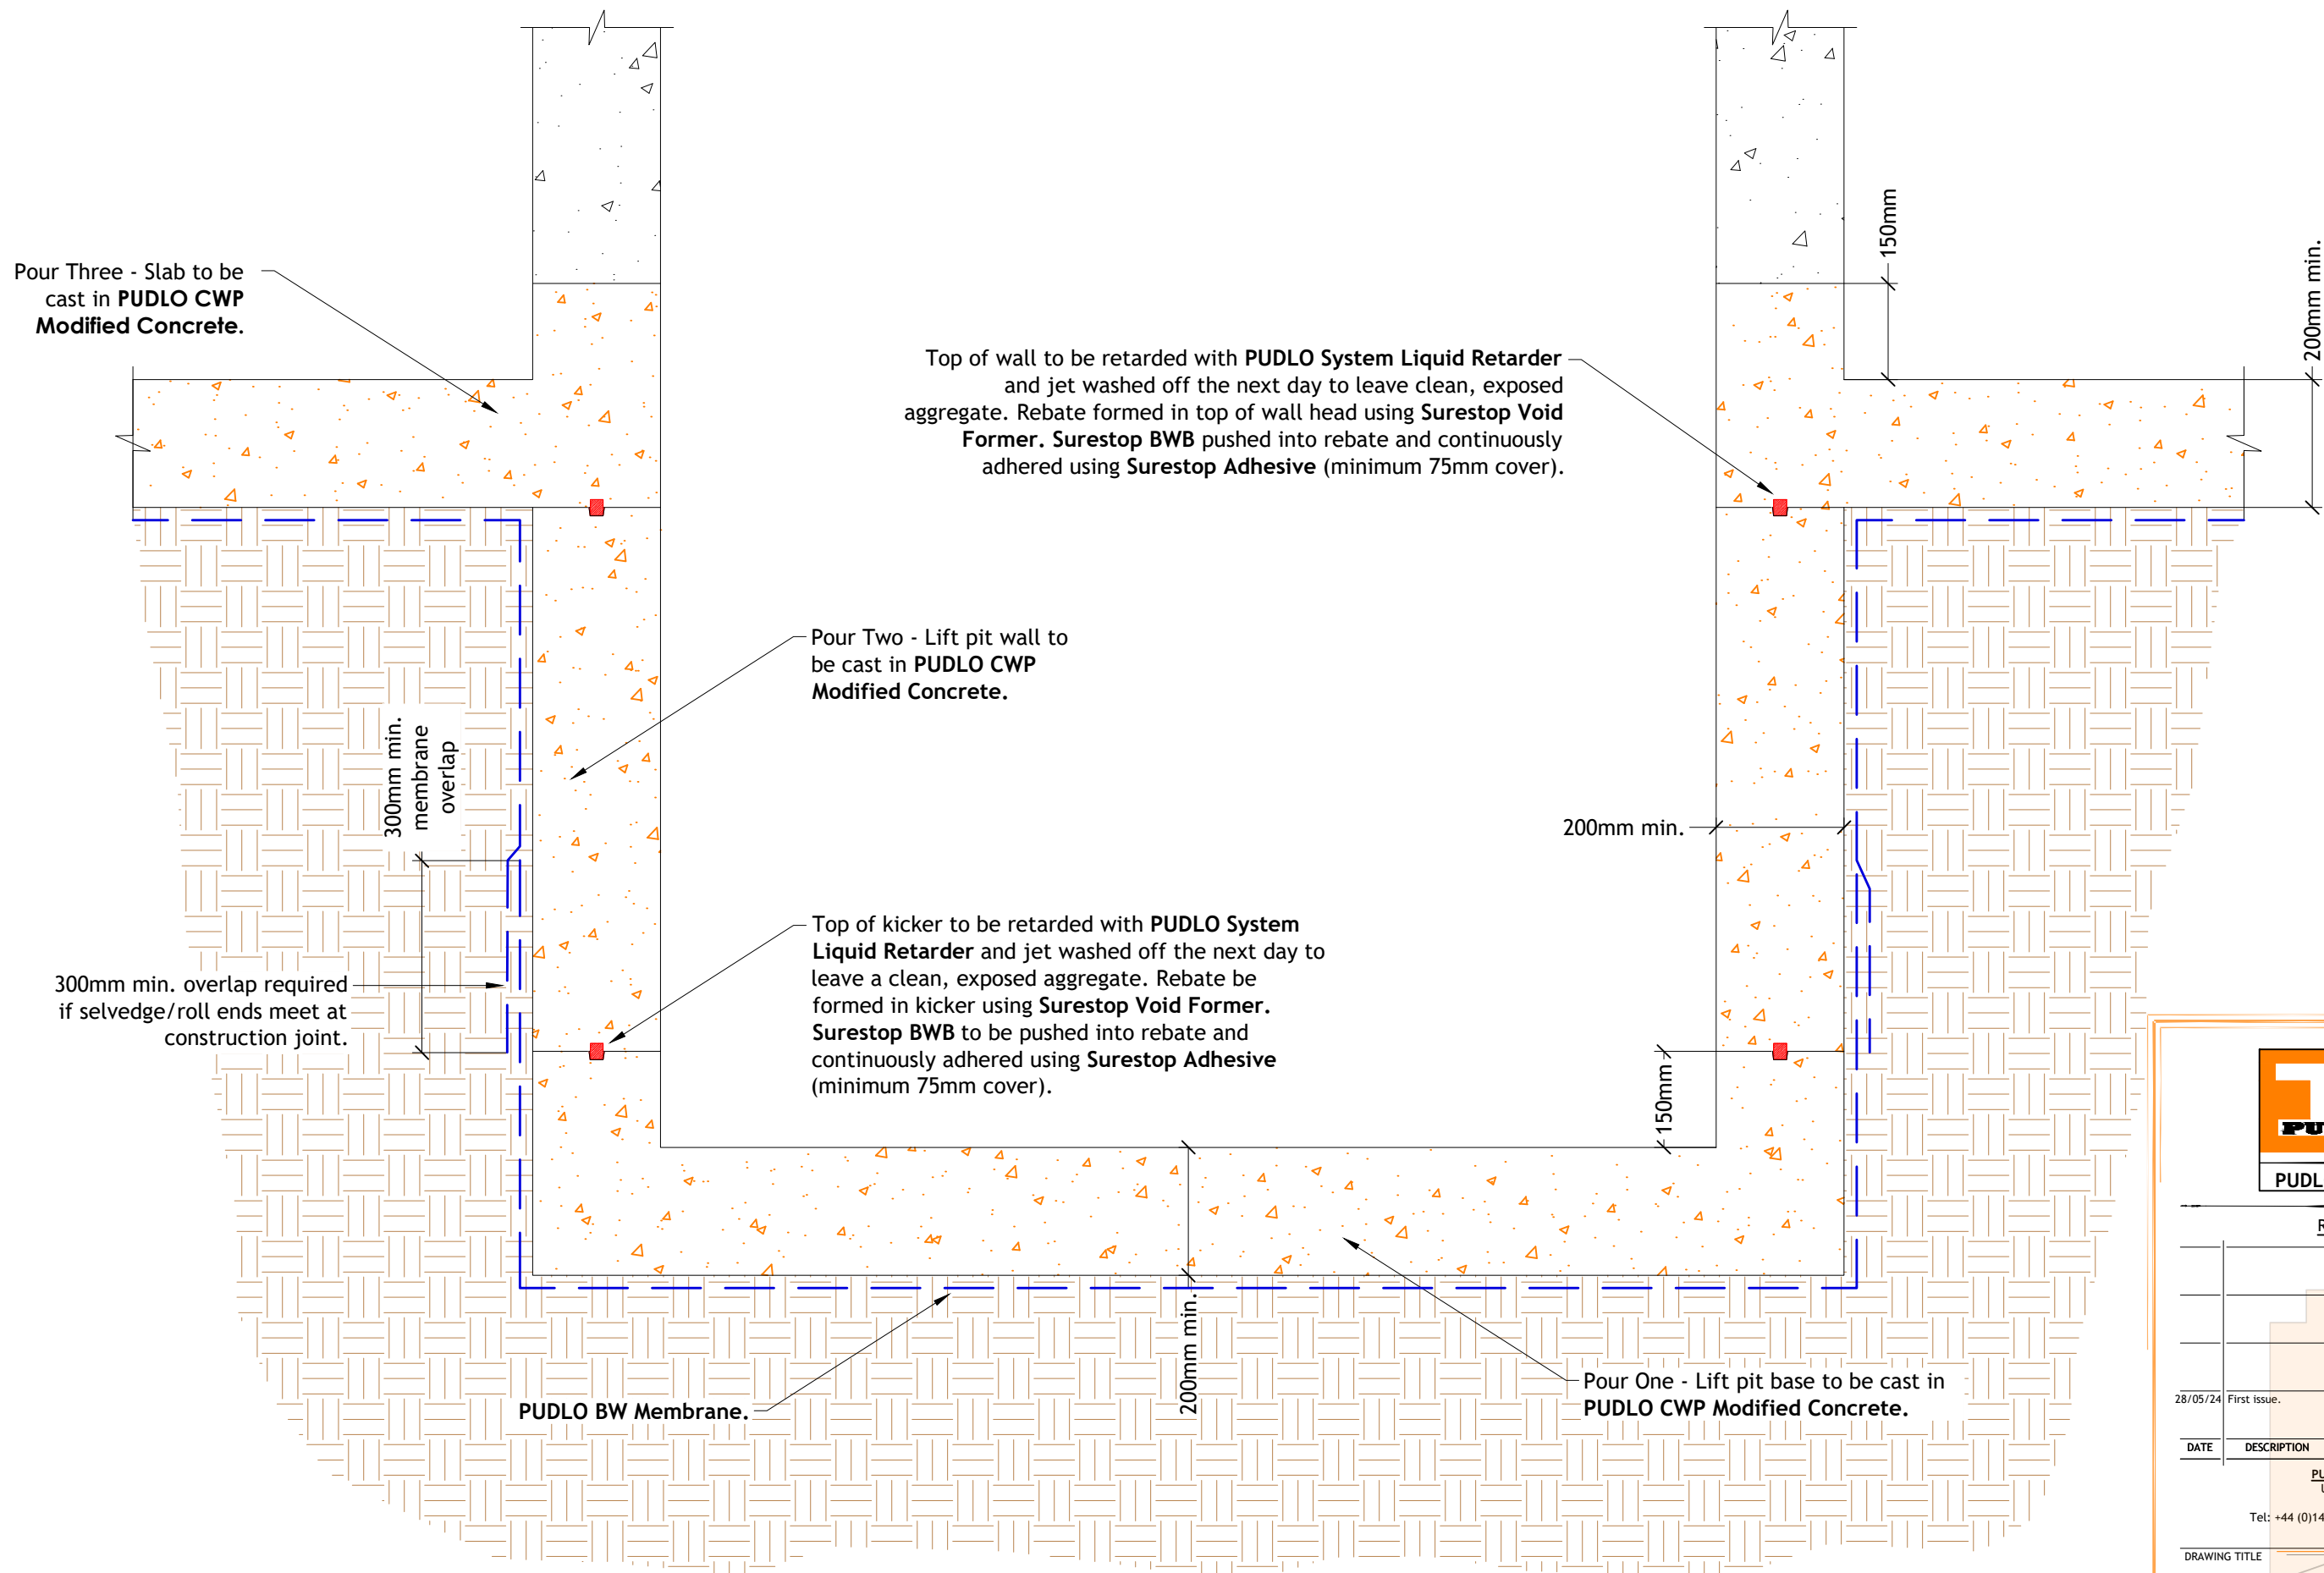 Pour Three - Slab to be
cast in PUDLO CWP
Modified Concrete.
Top of wall to be retarded with PUDLO System Liquid Retarder
and jet washed off the next day to leave clean, exposed
aggregate. Rebate formed in top of wall head using Surestop Void
Former. Surestop BWB pushed into rebate and continuously
adhered using Surestop Adhesive (minimum 75mm cover).
150mm
200mm min.
Pour Two - Lift pit wall to
be cast in PUDLO CWP
Modified Concrete.
300mm min.
membrane
overlap
200mm min.
Top of kicker to be retarded with PUDLO System
Liquid Retarder and jet washed off the next day to
leave a clean, exposed aggregate. Rebate be
formed in kicker using Surestop Void Former.
Surestop BWB to be pushed into rebate and
continuously adhered using Surestop Adhesive
(minimum 75mm cover).
300mm min. overlap required
if selvedge/roll ends meet at
construction joint.
150mm
200mm min.
PUDLO BW Membrane.
Pour One - Lift pit base to be cast in
PUDLO CWP Modified Concrete.
PU
PUDL
R
28/05/24 First issue.
DATE DESCRIPTION
PU
Tel: +44 (0)14
DRAWING TITLE